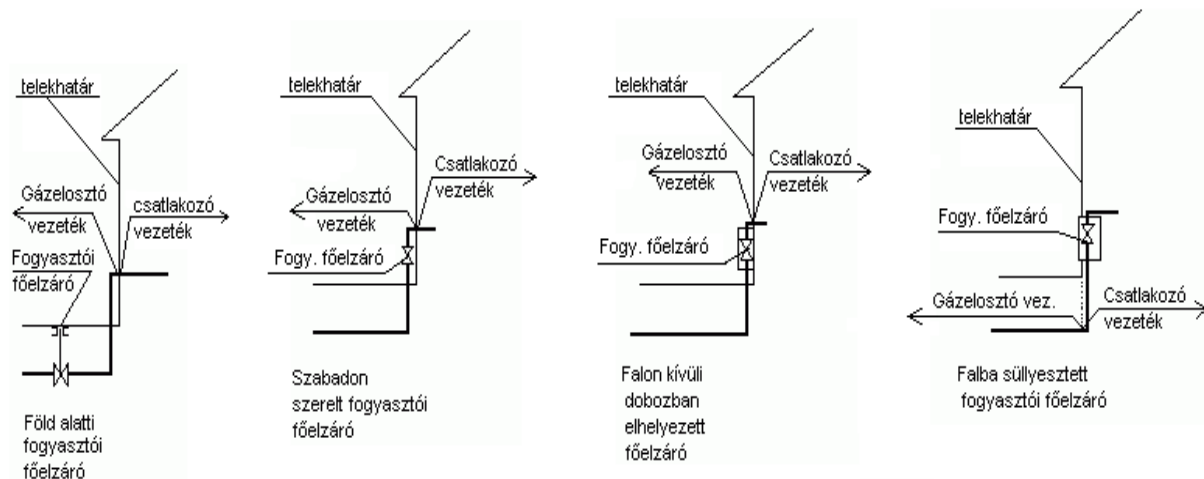 telekhatár
Gázelosztó
vezeték
csatlakozó
vezeték
Fogyasztói
főelzáró
Föld alatti
fogyasztói
főelzáró
telekhatár
Csatlakozó
vezeték
Gázelosztó
vezeték
Fogy. főelzáró
Szabadon
szerelt fogyasztói
főelzáró
telekhatár
Gázelosztó
vezeték
Csatlakozó
vezeték
Fogy. főelzáró
Falon kívüli
dobozban
elhelyezett
főelzáró
telekhatár
Fogy. főelzáró
Gázelosztó vez.
Csatlakozó
vezeték
Falba süllyesztett
fogyasztói főelzáró